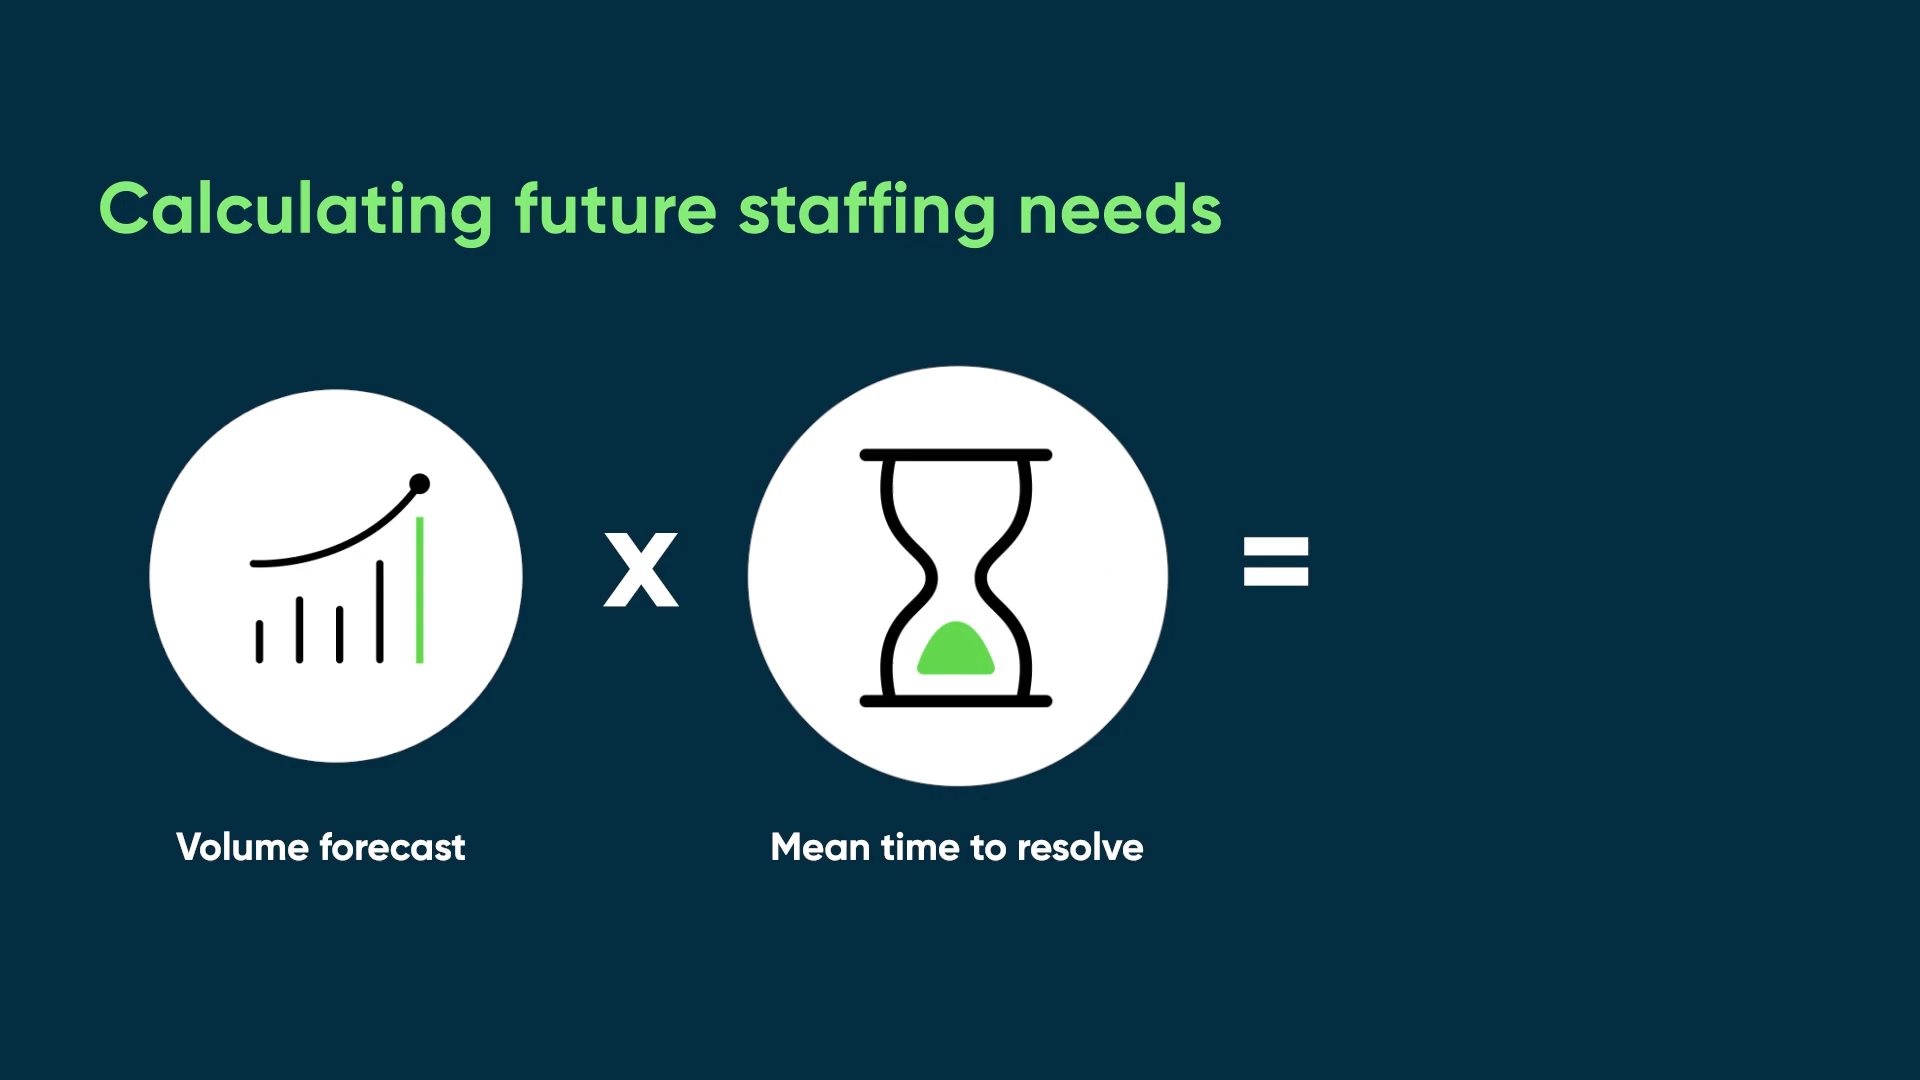 Calculating future staffing needs
x
=
Volume forecast
Mean time to resolve